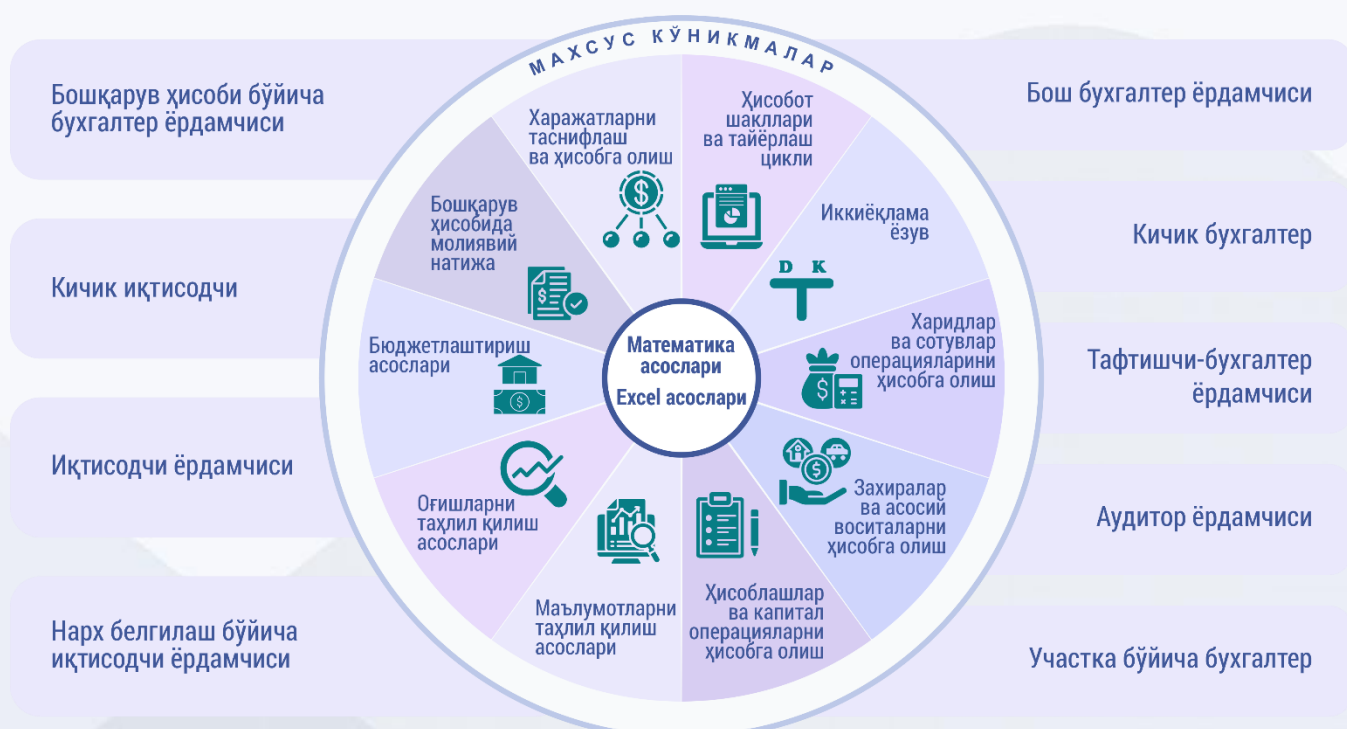 МАХСУС КЎНИКМАЛАР
Бошқарув ҳисоби бўйича
бухгалтер ёрдамчиси
Кичик иқтисодчи
Иқтисодчи ёрдамчиси
Нарх белгилаш бўйича
иқтисодчи ёрдамчиси
Харажатларни
таснифлаш
ва ҳисобга олиш
Бошқарув
ҳисобида
молиявий
натижа
Бюджетлаштириш
асослари
Оғишларни
таҳлил қилиш
асослари
Маълумотларни
таҳлил қилиш
асослари
Математика
асослари
Excel асослари
Ҳисобот
шакллари
ва тайёрлаш
цикли
Иккиёқлама
ёзув
D K
Харидлар
ва сотувлар
операцияларини
ҳисобга олиш
Захиралар
ва асосий
воситаларни
ҳисобга олиш
Ҳисоблашлар
ва капитал
операцияларни
ҳисобга олиш
Бош бухгалтер ёрдамчиси
Кичик бухгалтер
Тафтишчи-бухгалтер
ёрдамчиси
Аудитор ёрдамчиси
Участка бўйича бухгалтер